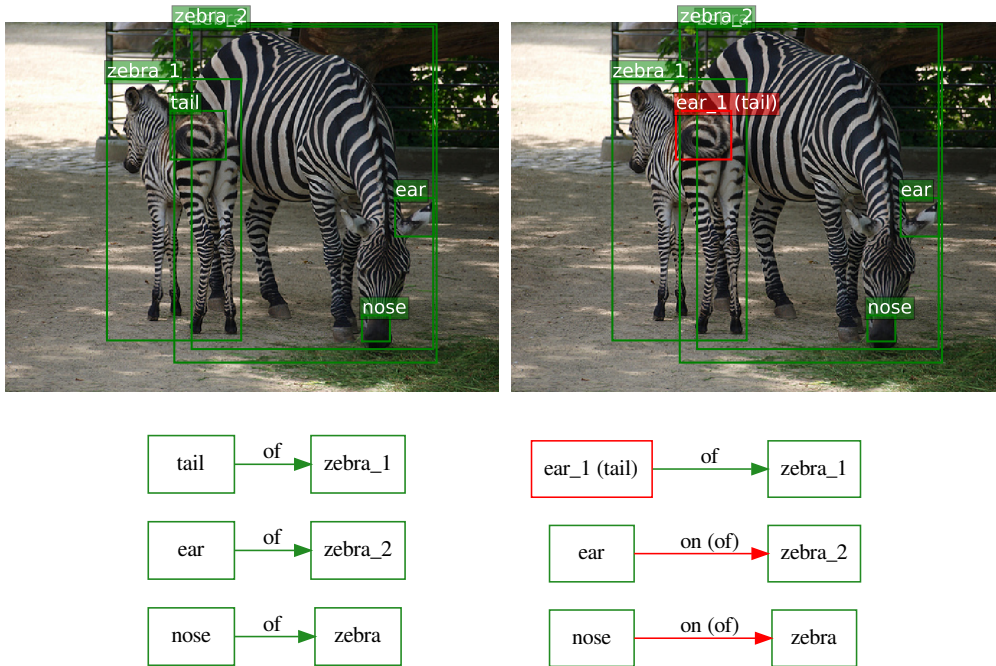 zebra_2
zebra_1
tail
ear
nose
zebra_2
zebra_1
ear_1 (tail)
ear
nose
tail
of
zebra_1
ear
of
zebra_2
nose
of
zebra
ear_1 (tail)
of
zebra_1
ear
on (of)
zebra_2
nose
on (of)
zebra